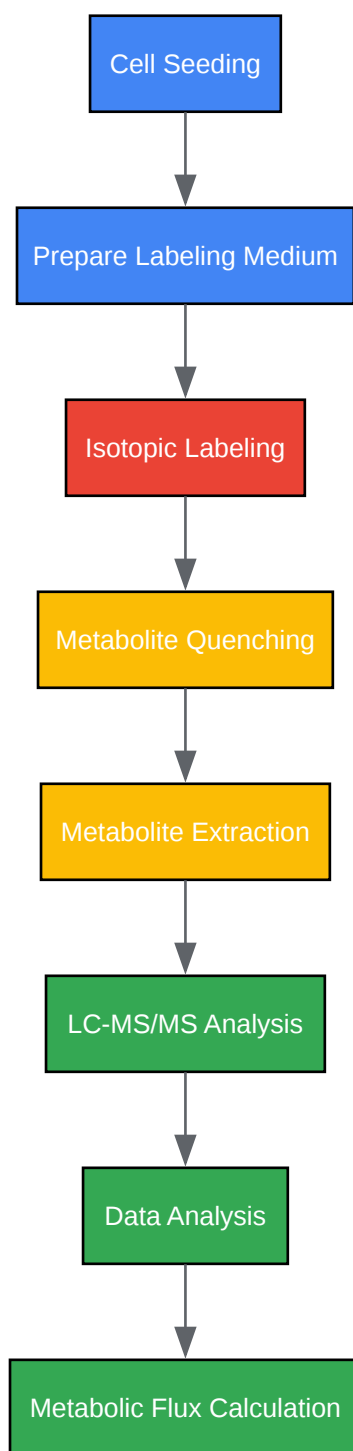 Cell Seeding
Prepare Labeling Medium
Isotopic Labeling
Metabolite Quenching
Metabolite Extraction
LC-MS/MS Analysis
Data Analysis
Metabolic Flux Calculation